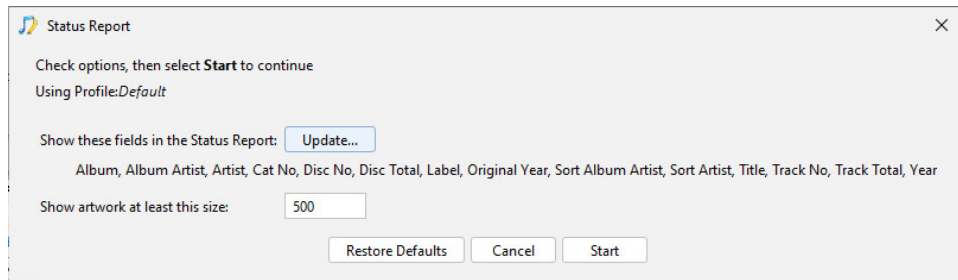 Status Report
Check options, then select Start to continue
Using Profile:Default
Show these fields in the Status Report: Update...
Album, Album Artist, Artist, Cat No, Disc No, Disc Total, Label, Original Year, Sort Album Artist, Sort Artist, Title, Track No, Track Total, Year
Show artwork at least this size: 500
Restore Defaults Cancel Start